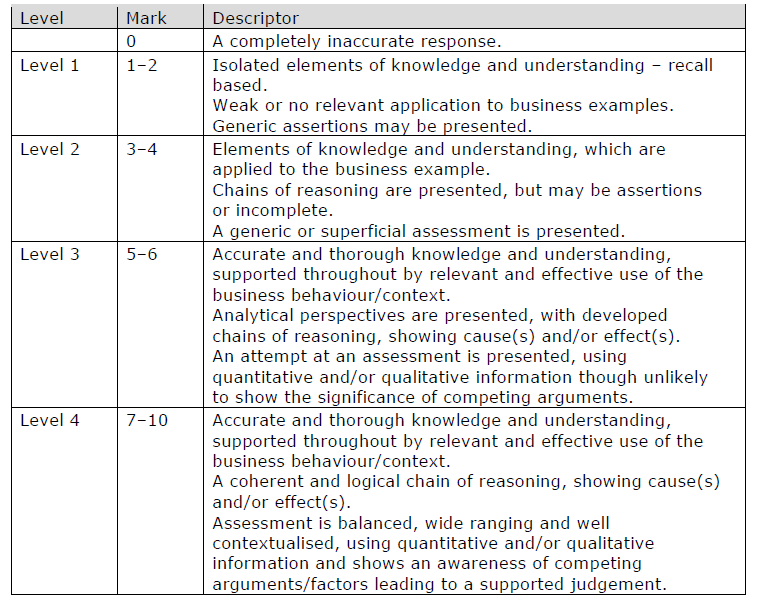 Level Mark Descriptor
0 A completely inaccurate response.
Level 1 1–2 Isolated elements of knowledge and understanding – recall
based.
Weak or no relevant application to business examples.
Generic assertions may be presented.
Level 2 3–4 Elements of knowledge and understanding, which are
applied to the business example.
Chains of reasoning are presented, but may be assertions
or incomplete.
A generic or superficial assessment is presented.
Level 3 5–6 Accurate and thorough knowledge and understanding,
supported throughout by relevant and effective use of the
business behaviour/context.
Analytical perspectives are presented, with developed
chains of reasoning, showing cause(s) and/or effect(s).
An attempt at an assessment is presented, using
quantitative and/or qualitative information though unlikely
to show the significance of competing arguments.
Level 4 7–10 Accurate and thorough knowledge and understanding,
supported throughout by relevant and effective use of the
business behaviour/context.
A coherent and logical chain of reasoning, showing cause(s)
and/or effect(s).
Assessment is balanced, wide ranging and well
contextualised, using quantitative and/or qualitative
information and shows an awareness of competing
arguments/factors leading to a supported judgement.